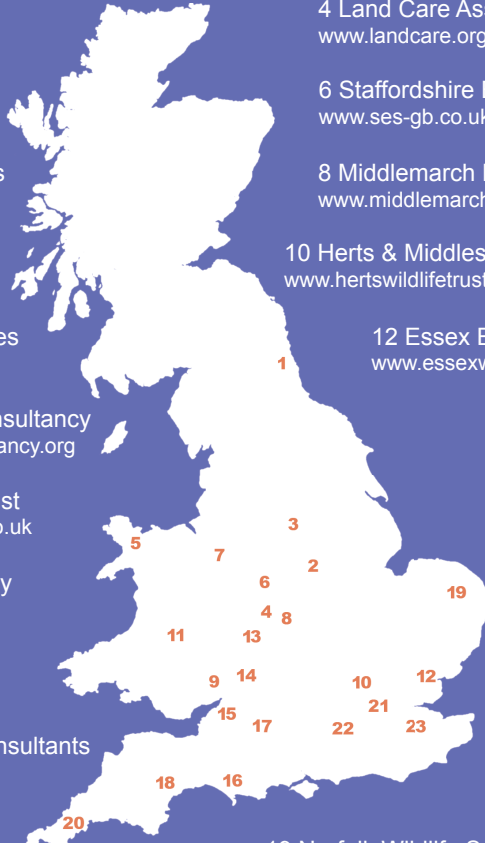 4 Land Care Ass
www.landcare.org
6 Staffordshire
www.ses-gb.co.uk
s
8 Middlemarch
www.middlemarch
10 Herts & Middles
www.hertswildlifetrust
es
12 Essex E
www.essexw
1
nsultancy
ancy.org
st
o.uk
y
3
5
7
2
6
19
4
8
11
13
14
9
10
12
21
15
17
22
23
nsultants
18
16
20